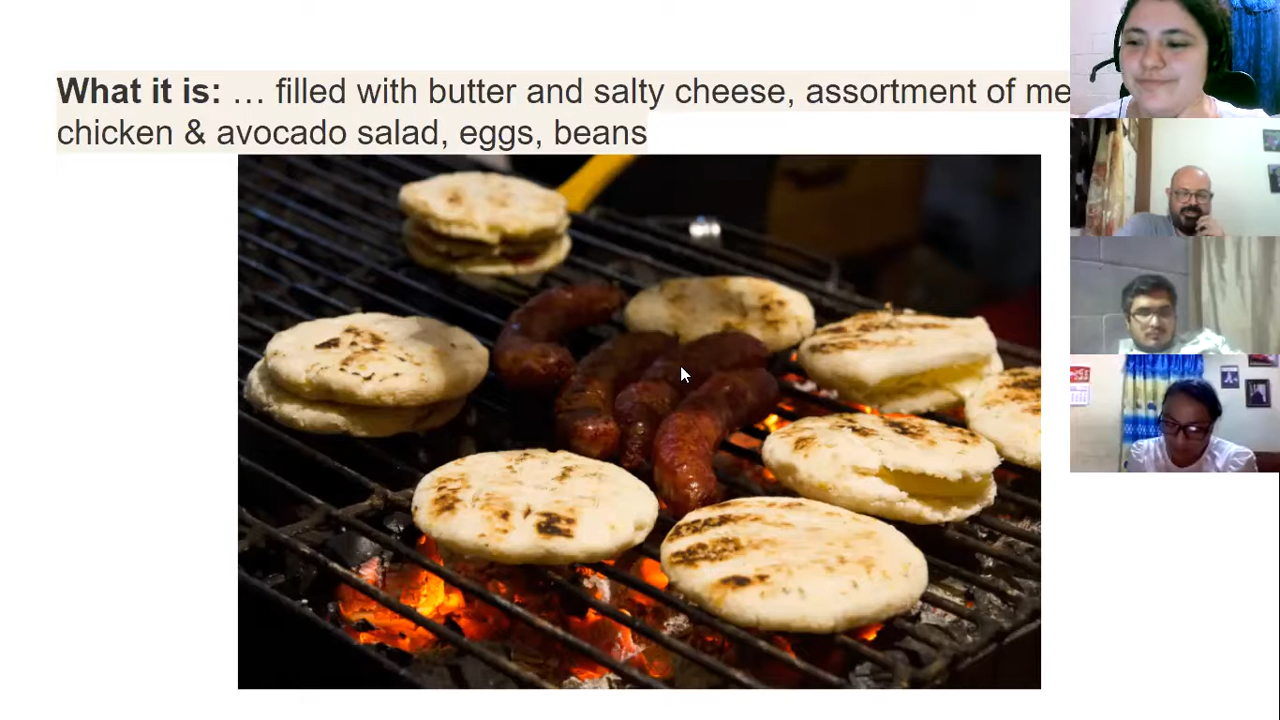 What it is: … filled with butter and salty cheese, assortment of me
chicken & avocado salad, eggs, beans